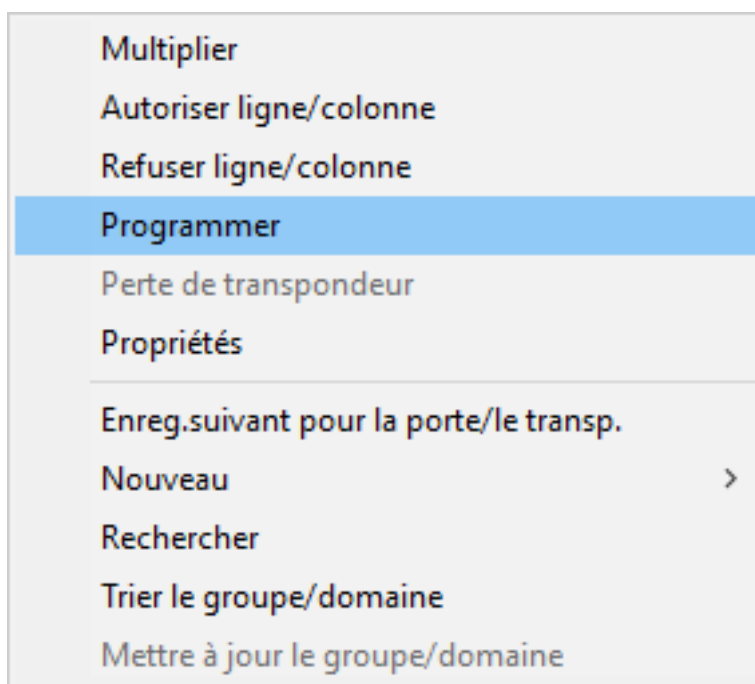 Multiplier
Autoriser ligne/colonne
Refuser ligne/colonne
Programmer
Perte de transpondeur
Propriétés
Enreg.suivant pour la porte/le transp.
Nouveau
Rechercher
Trier le groupe/domaine
Mettre à jour le groupe/domaine